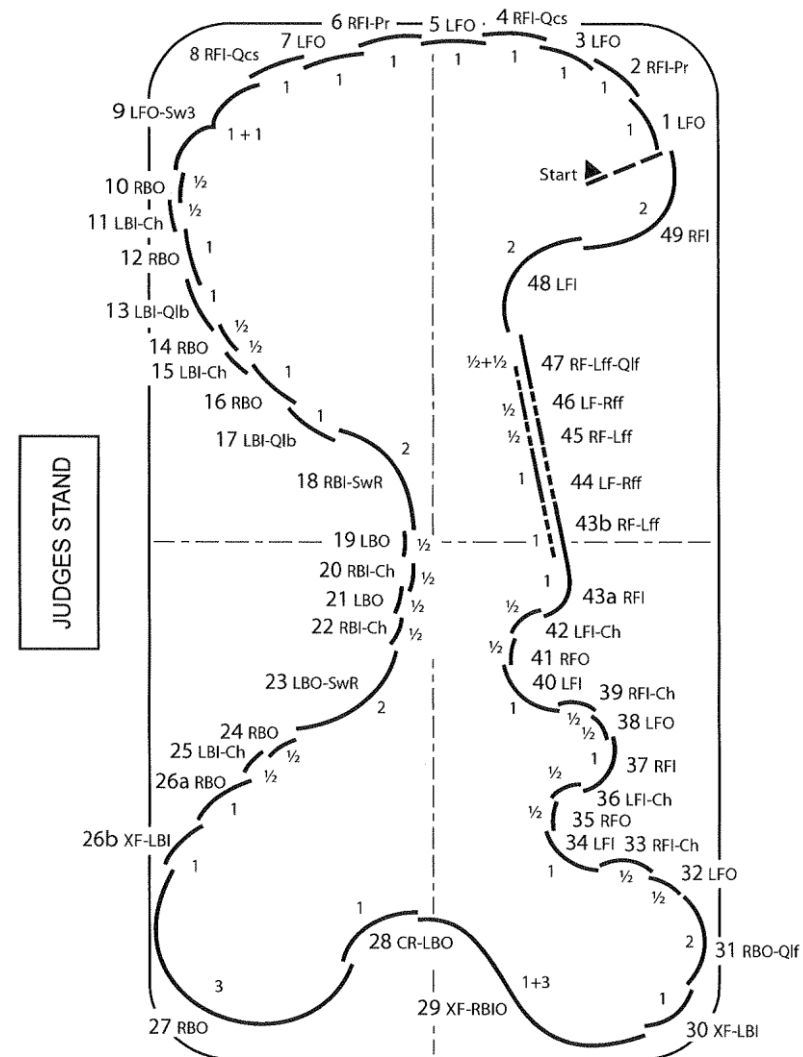 6 RFI-Pr
5 LFO
4 RFI-Qcs
7 LFO
3 LFO
8 RFI-Qcs
2 RFI-Pr
1
1
1
1
1
1
1
9 LFO-Sw3
1 + 1
1
1 LFO
Start
10 RBO
½
11 LBI-Ch
½
2
49 RFI
12 RBO
1
2
48 LFI
13 LBI-Qlb
1
14 RBO
½
15 LBI-Ch
½
½+½
47 RF-Lff-Qlf
16 RBO
1
½
46 LF-Rff
17 LBI-Qlb
1
½
45 RF-Lff
18 RBI-SwR
2
1
44 LF-Rff
43b RF-Lff
JUDGES STAND
19 LBO
½
1
20 RBI-Ch
½
1
43a RFI
21 LBO
½
½
42 LFI-Ch
22 RBI-Ch
½
½
41 RFO
23 LBO-SwR
2
40 LFI
1
39 RFI-Ch
½
38 LFO
½
24 RBO
½
25 LBI-Ch
½
37 RFI
1
26a RBO
1
½
36 LFI-Ch
½
35 RFO
26b XF-LBI
1
34 LFI
33 RFI-Ch
1
½
32 LFO
½
1
28 CR-LBO
2
31 RBO-Qlf
3
29 XF-RBIO
1+3
1
27 RBO
30 XF-LBI